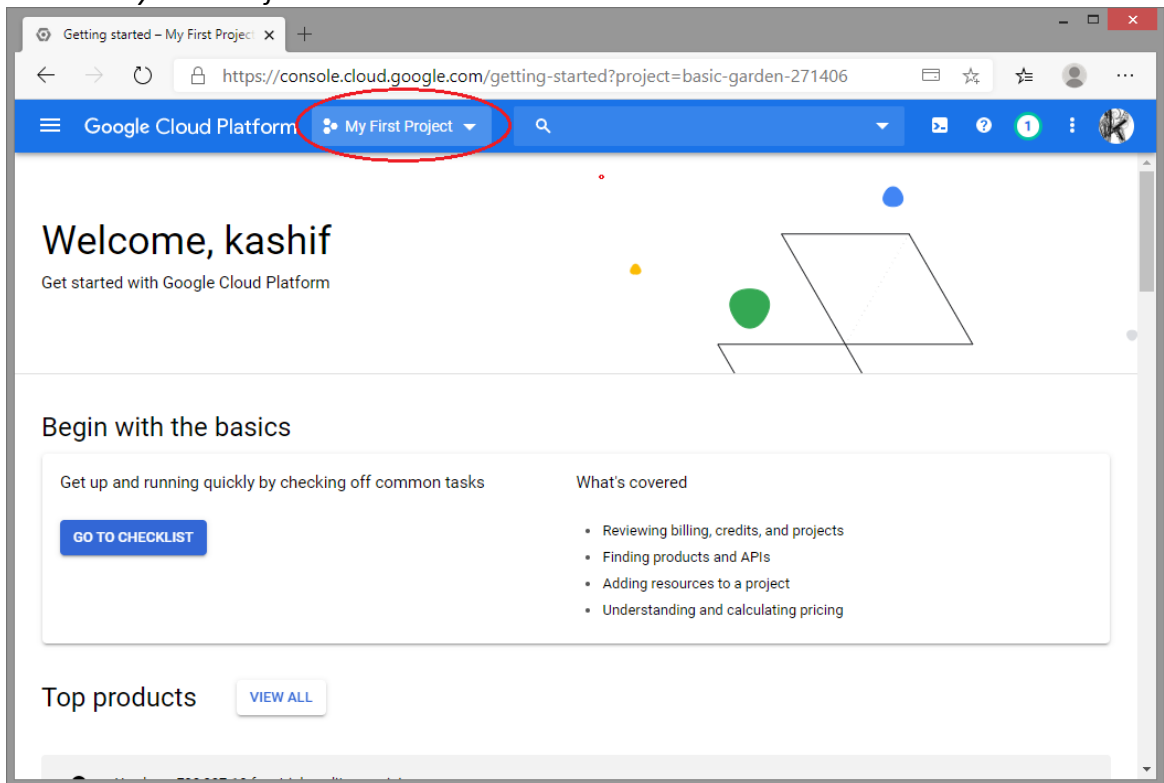 Getting started – My First Project
https://console.cloud.google.com/getting-started?project=basic-garden-271406
Google Cloud Platform My First Project 1
Welcome, kashif
Get started with Google Cloud Platform
Begin with the basics
Get up and running quickly by checking off common tasks
GO TO CHECKLIST
What's covered
• Reviewing billing, credits, and projects
• Finding products and APIs
• Adding resources to a project
• Understanding and calculating pricing
Top products VIEW ALL